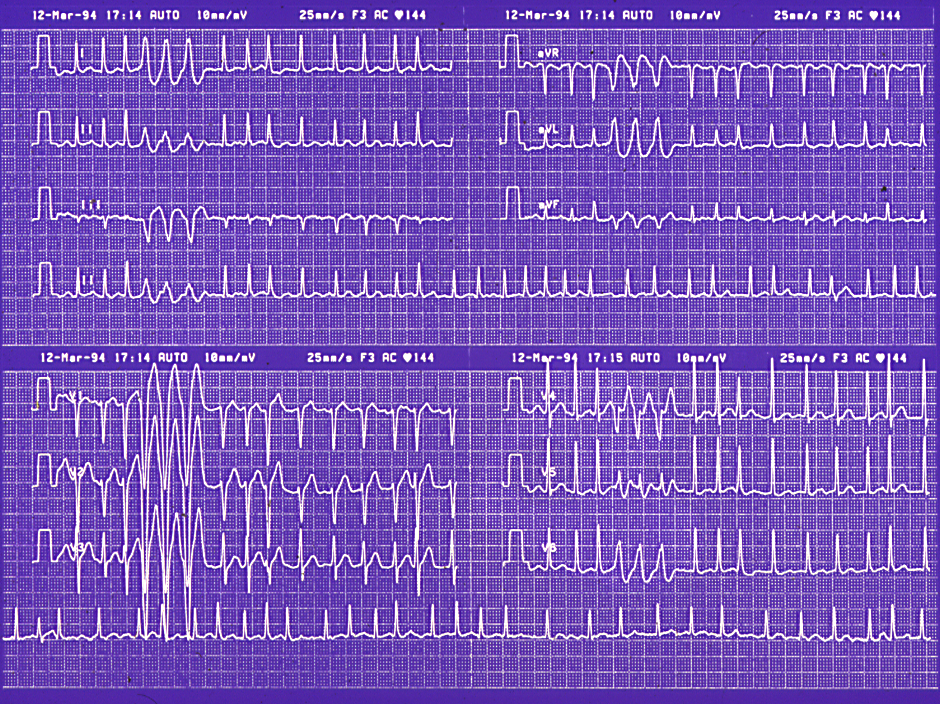 12-Mar-94 17:14 AUTO 10mm/mV 25mm/s F3 AC ♥144
12-Mar-94 17:14 AUTO 10mm/mV 25mm/s F3 AC ♥144
I
aVR
II
aVL
III
aVF
II
12-Mar-94 17:14 AUTO 10mm/mV 25mm/s F3 AC ♥144
12-Mar-94 17:15 AUTO 10mm/mV 25mm/s F3 AC ♥144
V1
V4
V2
V5
V3
V6